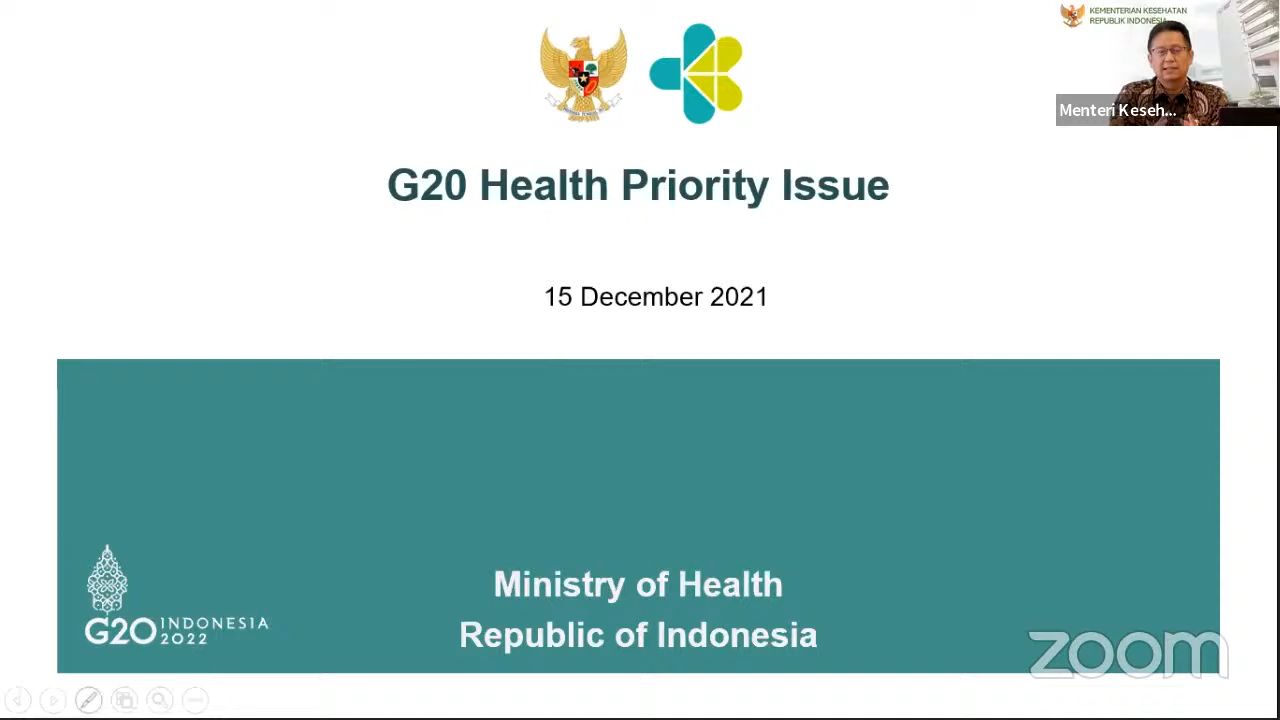 KEMENTERIAN KESEHATAN
REPUBLIK INDONESIA
Menteri Keseh...
G20 Health Priority Issue
15 December 2021
G20 INDONESIA
2022
Ministry of Health
Republic of Indonesia
zoom